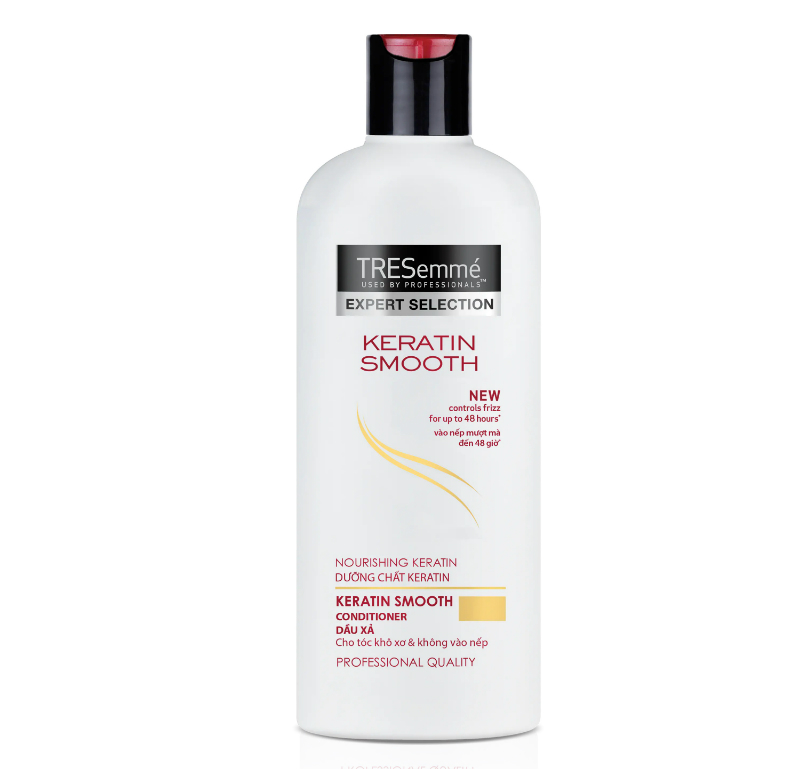 TRESemmé
USED BY PROFESSIONALS™
EXPERT SELECTION
KERATIN
SMOOTH
NEW
controls frizz
for up to 48 hours*
vào nếp mượt mà
đến 48 giờ*
NOURISHING KERATIN
DƯỠNG CHẤT KERATIN
KERATIN SMOOTH
CONDITIONER
DẦU XẢ
Cho tóc khô xơ & không vào nếp
PROFESSIONAL QUALITY